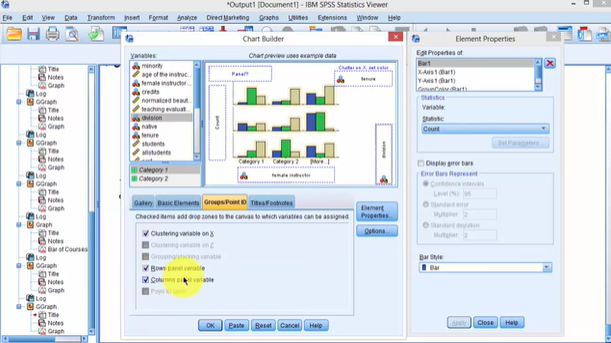 *Output1 [Document1] - IBM SPSS Statistics Viewer
File Edit View Data Transform Insert Format Analyze Direct Marketing Graphs Utilities Extensions Window Help
Title
Notes
Graph
Log
GGraph
Title
Notes
Graph
Log
GGraph
Title
Notes
Graph
Log
GGraph
Title
Notes
Bar of Courses
Log
GGraph
Title
Notes
Graph
Log
GGraph
Title
Notes
Graph
Chart Builder
Variables:
minority
age of the instruc...
female instructor ...
credits
normalized beaut...
teaching evaluati...
division
native
tenure
students
allstudents
Category 1
Category 2
Chart preview uses example data
Panel?
Cluster on X, set color
tenure
Count
division
Category 1 Category 2 [More...]
female instructor
Gallery Basic Elements Groups/Point ID Titles/Footnotes
Checked items add drop zones to the canvas to which variables can be assigned.
Clustering variable on X
Clustering variable on Z
Grouping/stacking variable
Rows panel variable
Columns panel variable
Element Properties...
Options...
OK Paste Reset Cancel Help
Element Properties
Edit Properties of:
Bar1
X-Axis1 (Bar1)
Y-Axis1 (Bar1)
GroupColor (Bar1)
Statistics
Variable:
Statistic:
Count
Set Parameters...
Display error bars
Error Bars Represent
Confidence intervals
Level (%): 95
Standard error
Multiplier: 2
Standard deviation
Multiplier: 2
Bar Style:
Bar
Apply Close Help